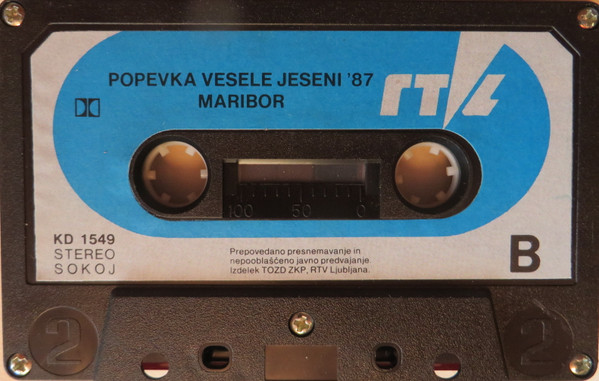 POPEVKA VESELE JESENI '87
MARIBOR
RTVL
100 50 0
KD 1549
STEREO
SOKOJ
Prepovedano presnemavanje in
nepooblaščeno javno predvajanje.
Izdelek TOZD ZKP, RTV Ljubljana.
B
2 2